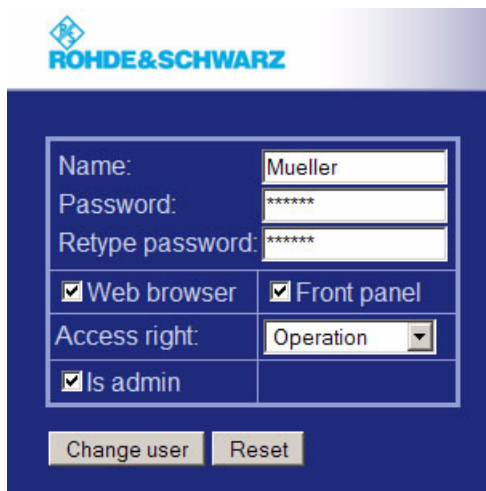 ROHDE&SCHWARZ
Name: Mueller
Password: ******
Retype password: ******
Web browser Front panel
Access right: Operation
Is admin
Change user Reset